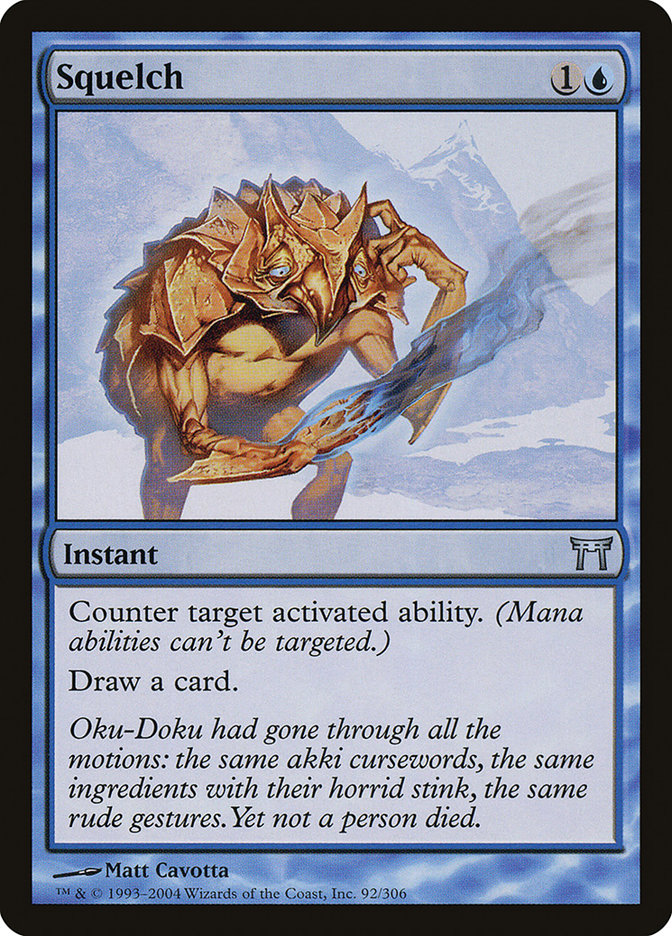 Squelch 1
Instant
Counter target activated ability. (Mana
abilities can't be targeted.)
Draw a card.
Oku-Doku had gone through all the
motions: the same akki cursewords, the same
ingredients with their horrid stink, the same
rude gestures. Yet not a person died.
Matt Cavotta
™ & © 1993–2004 Wizards of the Coast, Inc. 92/306